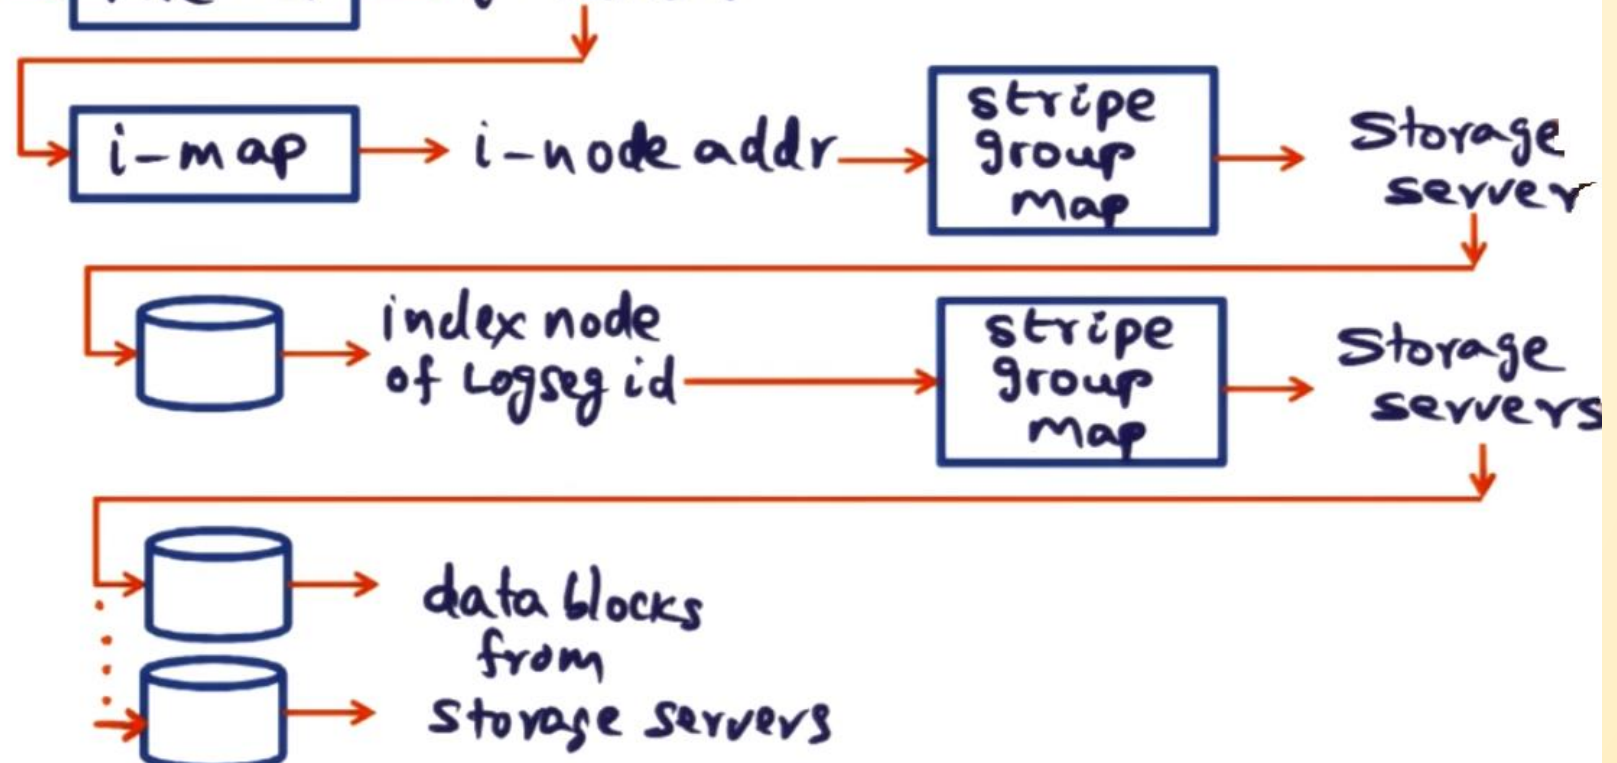 i-map
i-node addr
stripe
group
map
Storage
server
index node
of Logseg id
stripe
group
map
Storage
servers
data blocks
from
storage servers